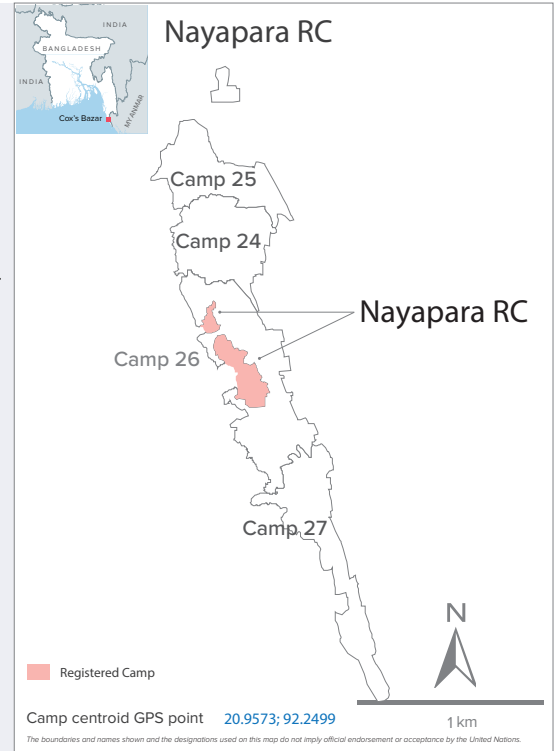 Nayapara RC
INDIA
BANGLADESH
INDIA
MYANMAR
Cox's Bazar
Camp 25
Camp 24
Nayapara RC
Camp 26
Camp 27
N
Registered Camp
Camp centroid GPS point 20.9573; 92.2499
1 km
The boundaries and names shown and the designations used on this map do not imply official endorsement or acceptance by the United Nations.